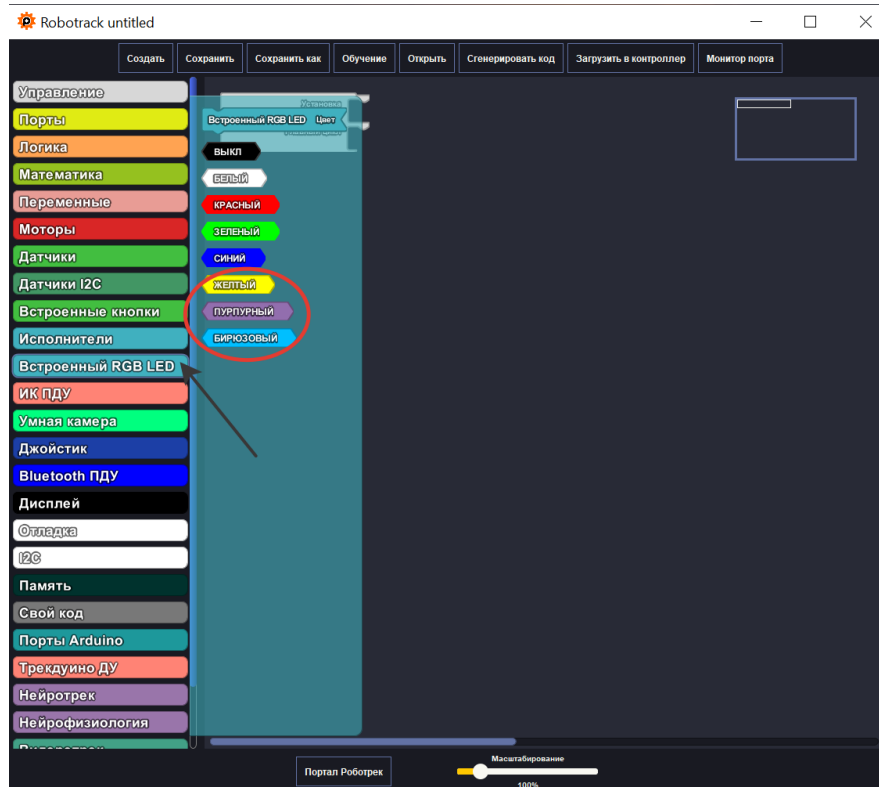 Robotrack untitled
Создать Сохранить Сохранить как Обучение Открыть Сгенерировать код Загрузить в контроллер Монитор порта
Управление
Порты
Логика
Математика
Переменные
Моторы
Датчики
Датчики I2C
Встроенные кнопки
Исполнители
Встроенный RGB LED
ИК ПДУ
Умная камера
Джойстик
Bluetooth ПДУ
Дисплей
Отладка
I2C
Память
Свой код
Порты Arduino
Трекдуино ДУ
Нейротрек
Нейрофизиология
Установка
Встроенный RGB LED Цвет
ВЫКЛ
БЕЛЫЙ
КРАСНЫЙ
ЗЕЛЕНЫЙ
СИНИЙ
ЖЕЛТЫЙ
ПУРПУРНЫЙ
БИРЮЗОВЫЙ
Портал Роботрек
Масштабирование
100%